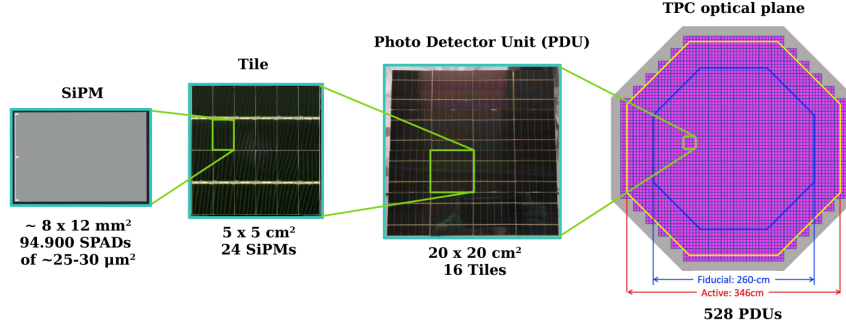 TPC optical plane
Photo Detector Unit (PDU)
Tile
SiPM
~ 8 x 12 mm²
94.900 SPADs
of ~25-30 μm²
5 x 5 cm²
24 SiPMs
20 x 20 cm²
16 Tiles
Fiducial: 260-cm
Active: 346cm
528 PDUs